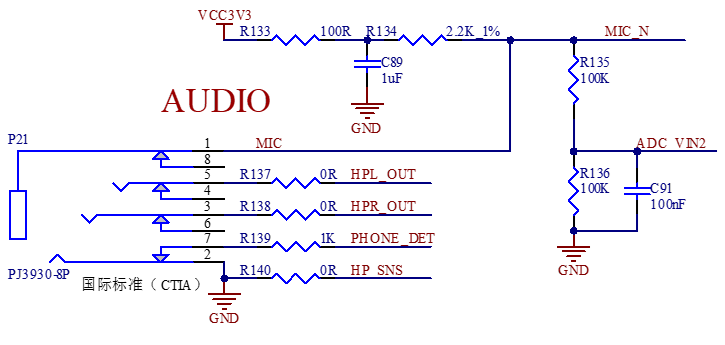 VCC3V3
R133 100R R134 2.2K_1% MIC_N
C89
1uF
R135
100K
AUDIO
GND
P21
1 MIC
ADC_VIN2
8
5 R137 0R HPL_OUT
R136
100K
C91
100nF
4
3 R138 0R HPR_OUT
6
7 R139 1K PHONE_DET
2
GND
PJ3930-8P
国际标准（CTIA）
R140 0R HP_SNS
GND